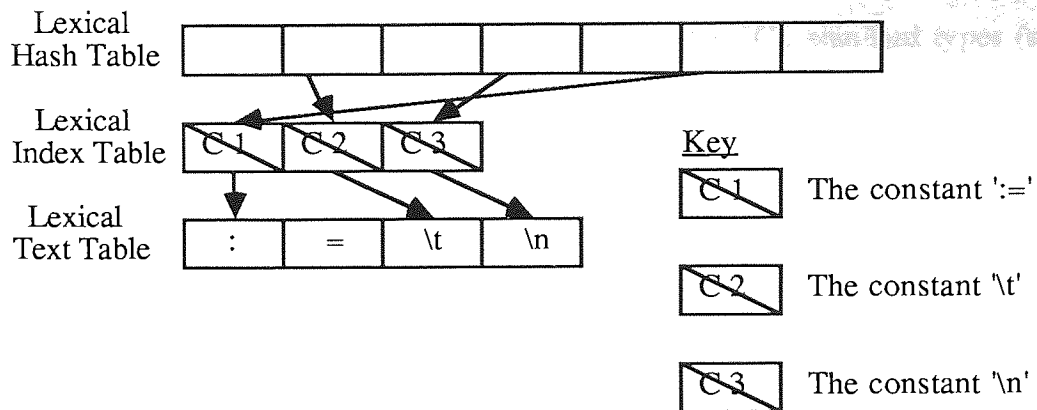 Lexical
Hash Table
Lexical
Index Table
C 1 C 2 C 3
Lexical
Text Table
: = \t \n
Key
C 1 The constant ':='
C 2 The constant '\t'
C 3 The constant '\n'